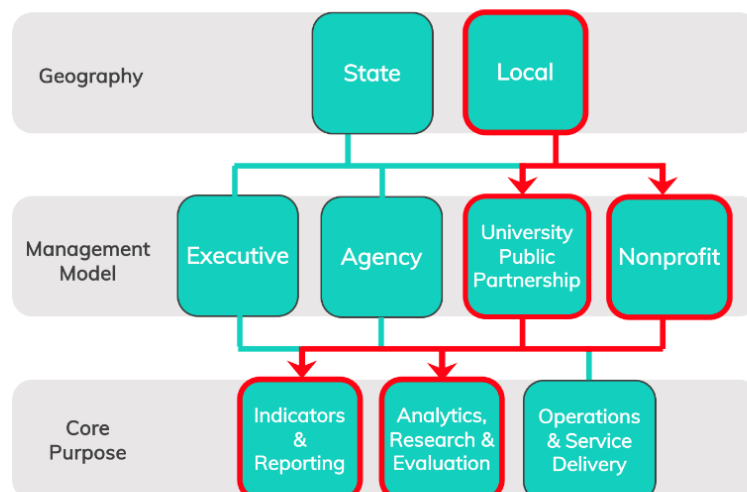 Geography
State
Local
Management
Model
Executive
Agency
University
Public
Partnership
Nonprofit
Core
Purpose
Indicators
&
Reporting
Analytics,
Research &
Evaluation
Operations
& Service
Delivery